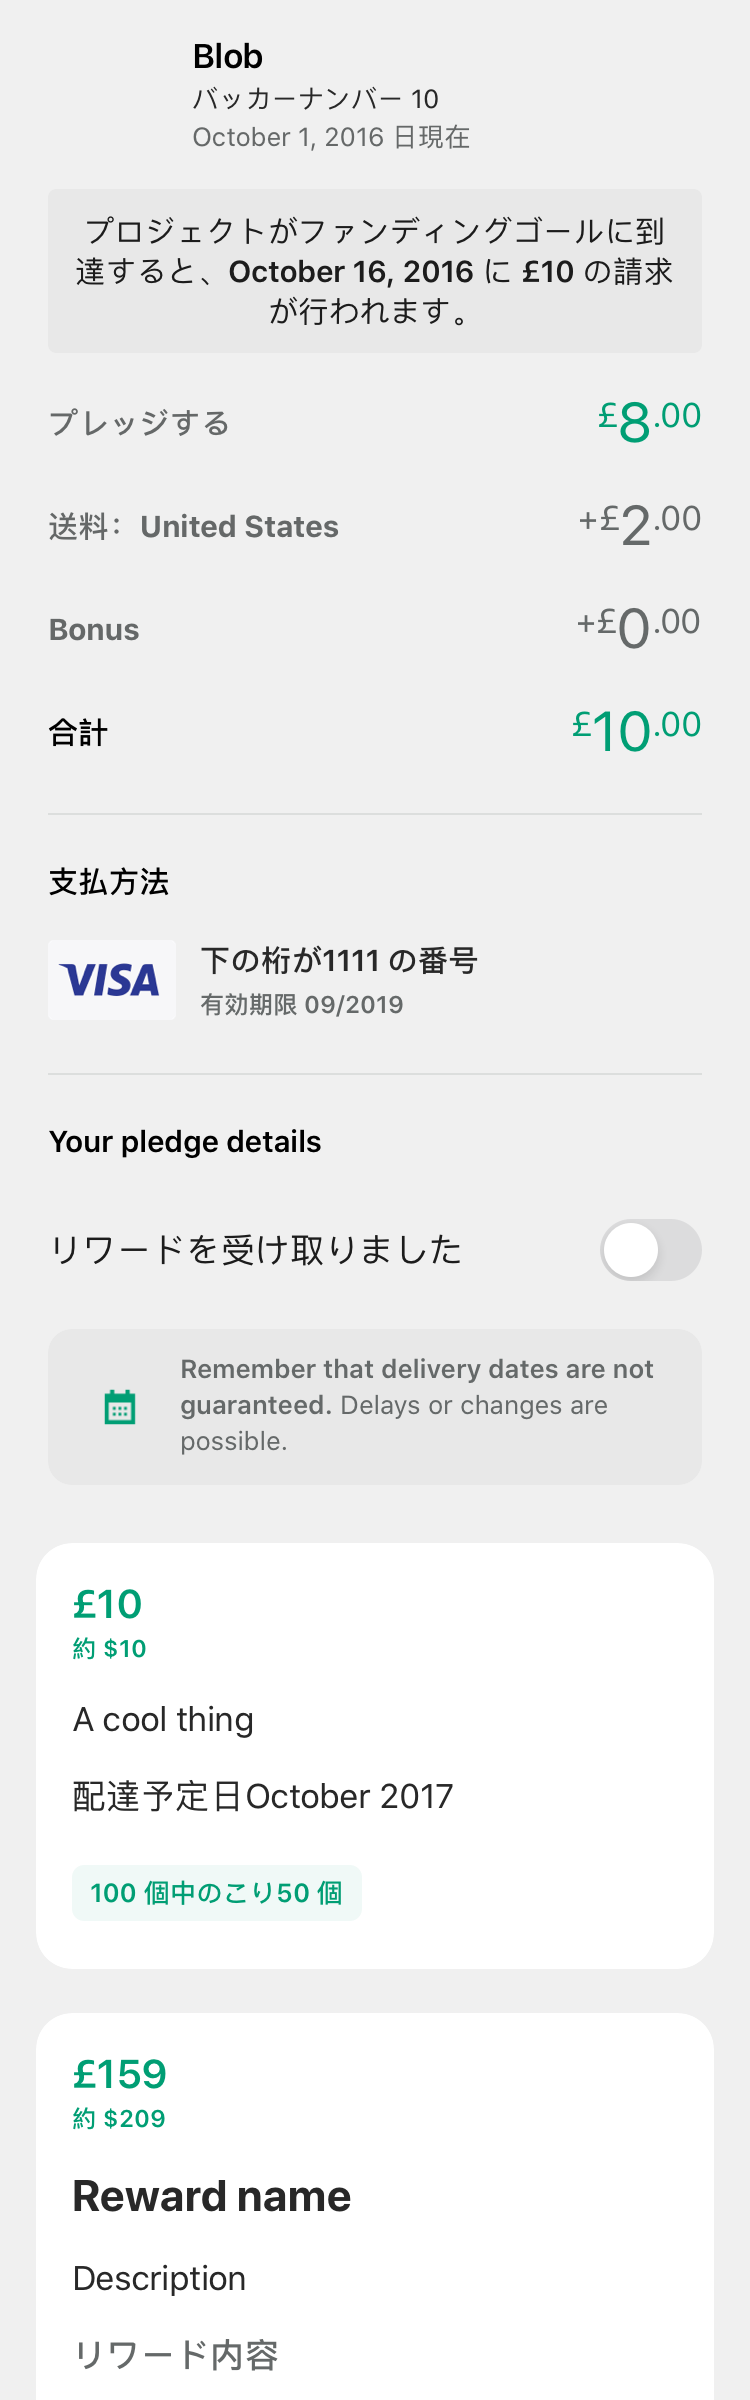 Blob
バッカーナンバー 10
October 1, 2016 日現在
プロジェクトがファンディングゴールに到
達すると、October 16, 2016 に £10 の請求
が行われます。
プレッジする £8.00
送料： United States +£2.00
Bonus +£0.00
合計 £10.00
支払方法
VISA
下の桁が1111 の番号
有効期限 09/2019
Your pledge details
リワードを受け取りました
Remember that delivery dates are not
guaranteed. Delays or changes are
possible.
£10
約 $10
A cool thing
配達予定日October 2017
100 個中のこり50 個
£159
約 $209
Reward name
Description
リワード内容